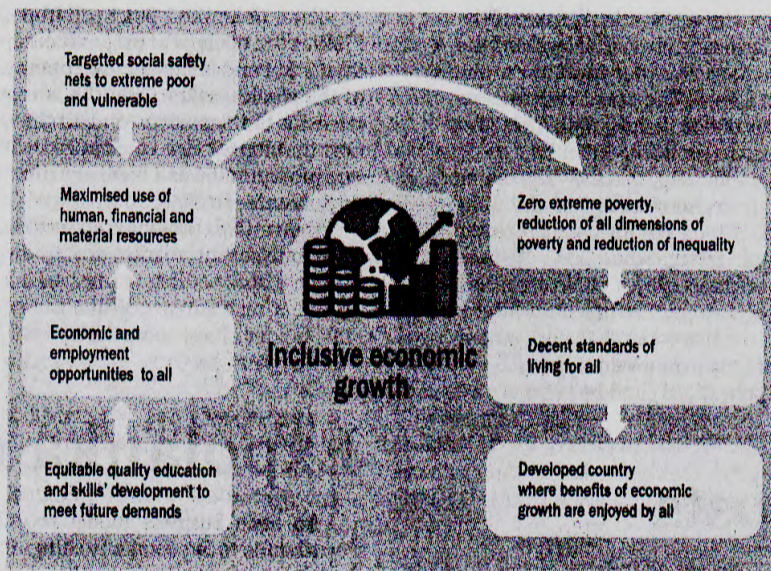 Targetted social safety
nets to extreme poor
and vulnerable
Maximised use of
human, financial and
material resources
Economic and
employment
opportunities to all
Equitable quality education
and skills' development to
meet future demands
Inclusive economic
growth
Zero extreme poverty,
reduction of all dimensions of
poverty and reduction of inequality
Decent standards of
living for all
Developed country
where benefits of economic
growth are enjoyed by all